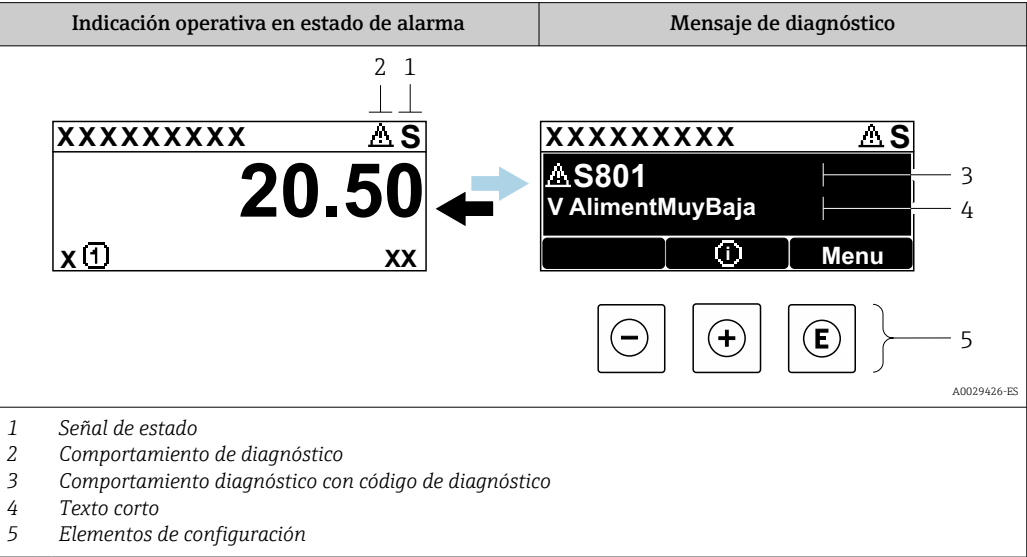 Indicación operativa en estado de alarma
Mensaje de diagnóstico
2 1
XXXXXXXXX ⚠ S
20.50
x 1
XX
XXXXXXXXX ⚠ S
⚠S801
3
V AlimentMuyBaja
4
i Menu
− + E
5
A0029426-ES
1 Señal de estado
2 Comportamiento de diagnóstico
3 Comportamiento diagnóstico con código de diagnóstico
4 Texto corto
5 Elementos de configuración